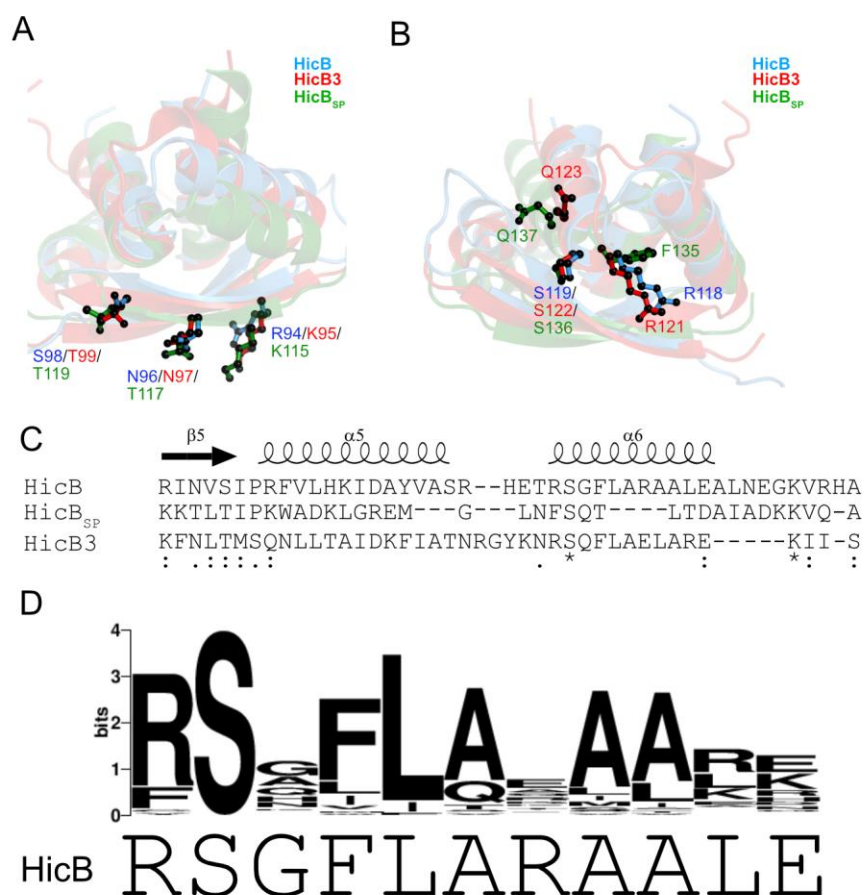 A
HicB
HicB3
HicBSP
S98/T99/
T119
N96/N97/
T117
R94/K95/
K115
B
HicB
HicB3
HicBSP
Q123
Q137
F135
S119/
S122/
S136
R118
R121
C
β5 α5 α6
HicB RINVSIPRFVLHKIDAYVASR--HETRSGFLARAALEALNEGKVRHA
HicBSP KKTLTIPKWADKLGREM---G--LNFSQT----LTDAIADKKVQ-A
HicB3 KFNLTMSQNLLTAIDKFIATNRGYKNRSQFLAELARE-----KII-S
: .::.: . * : *: :
D
4
3
2
1
0
bits
HicB RSGFLARAALE